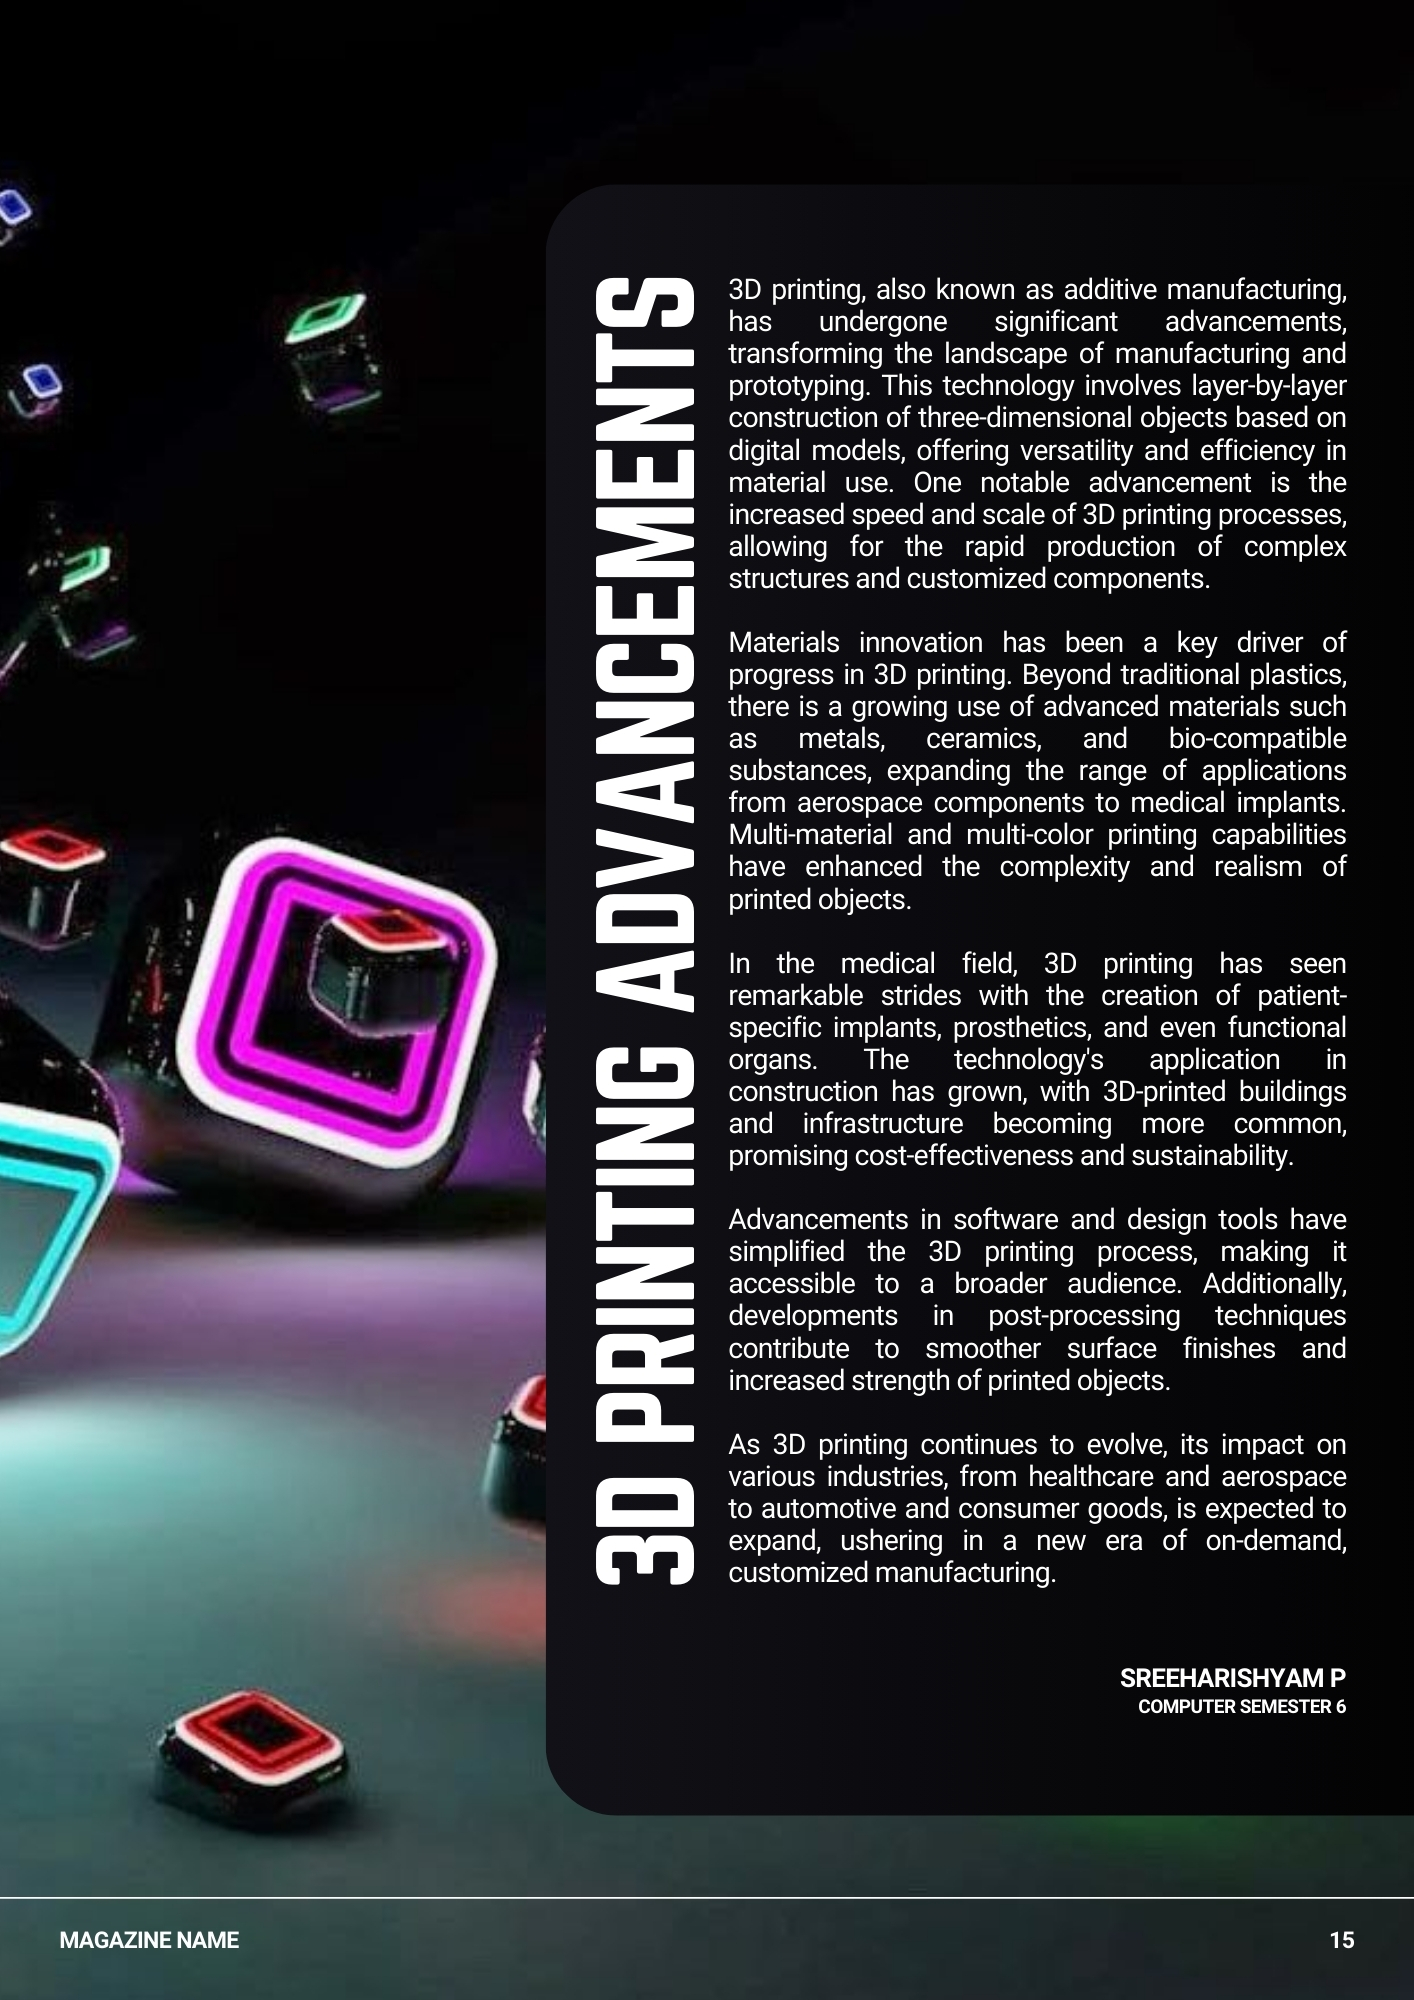 3D PRINTING ADVANCEMENTS
3D printing, also known as additive manufacturing,
has undergone significant advancements,
transforming the landscape of manufacturing and
prototyping. This technology involves layer-by-layer
construction of three-dimensional objects based on
digital models, offering versatility and efficiency in
material use. One notable advancement is the
increased speed and scale of 3D printing processes,
allowing for the rapid production of complex
structures and customized components.
Materials innovation has been a key driver of
progress in 3D printing. Beyond traditional plastics,
there is a growing use of advanced materials such
as metals, ceramics, and bio-compatible
substances, expanding the range of applications
from aerospace components to medical implants.
Multi-material and multi-color printing capabilities
have enhanced the complexity and realism of
printed objects.
In the medical field, 3D printing has seen
remarkable strides with the creation of patient-
specific implants, prosthetics, and even functional
organs. The technology's application in
construction has grown, with 3D-printed buildings
and infrastructure becoming more common,
promising cost-effectiveness and sustainability.
Advancements in software and design tools have
simplified the 3D printing process, making it
accessible to a broader audience. Additionally,
developments in post-processing techniques
contribute to smoother surface finishes and
increased strength of printed objects.
As 3D printing continues to evolve, its impact on
various industries, from healthcare and aerospace
to automotive and consumer goods, is expected to
expand, ushering in a new era of on-demand,
customized manufacturing.
SREEHARISHYAM P
COMPUTER SEMESTER 6
MAGAZINE NAME
15